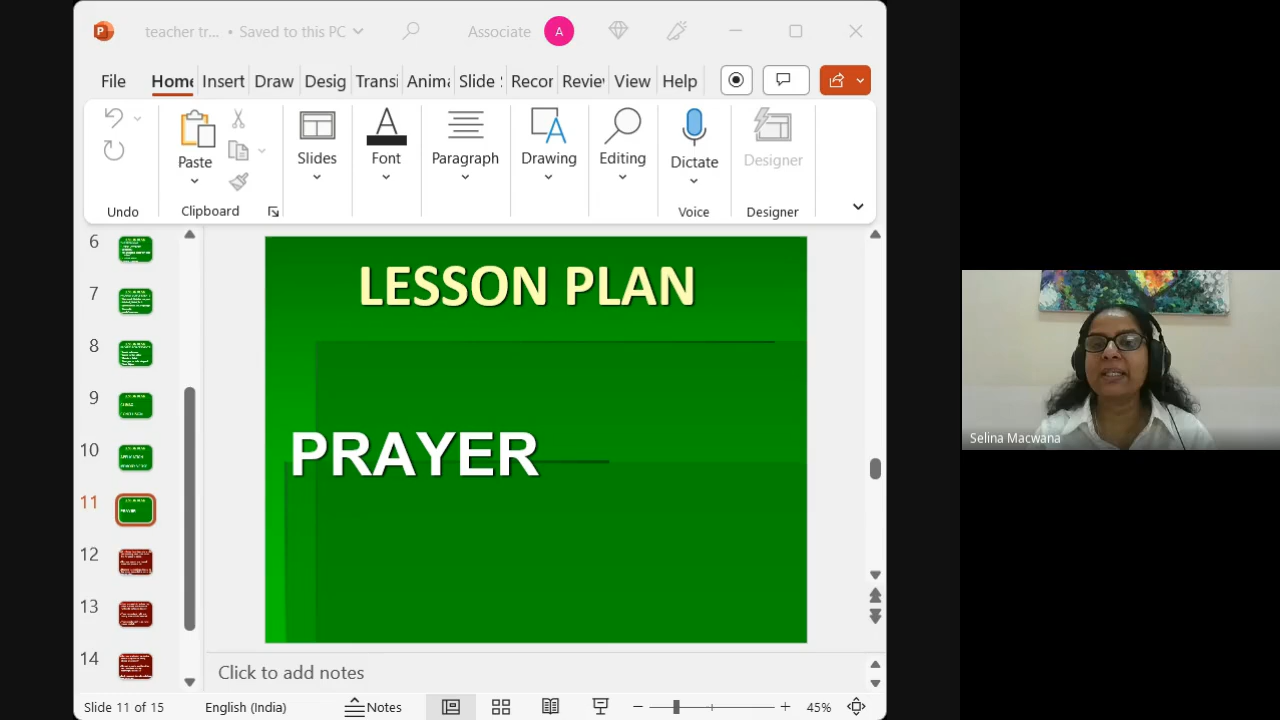 teacher tr... • Saved to this PC
Associate
A
File Home Insert Draw Desig Transi Anima Slide Recor Review View Help
Paste
Slides
Font
Paragraph
Drawing
Editing
Dictate
Designer
Undo
Clipboard
Voice
Designer
6
7
8
9
10
11
12
13
14
LESSON PLAN
PRAYER
Click to add notes
Slide 11 of 15
English (India)
Notes
45%
Selina Macwana